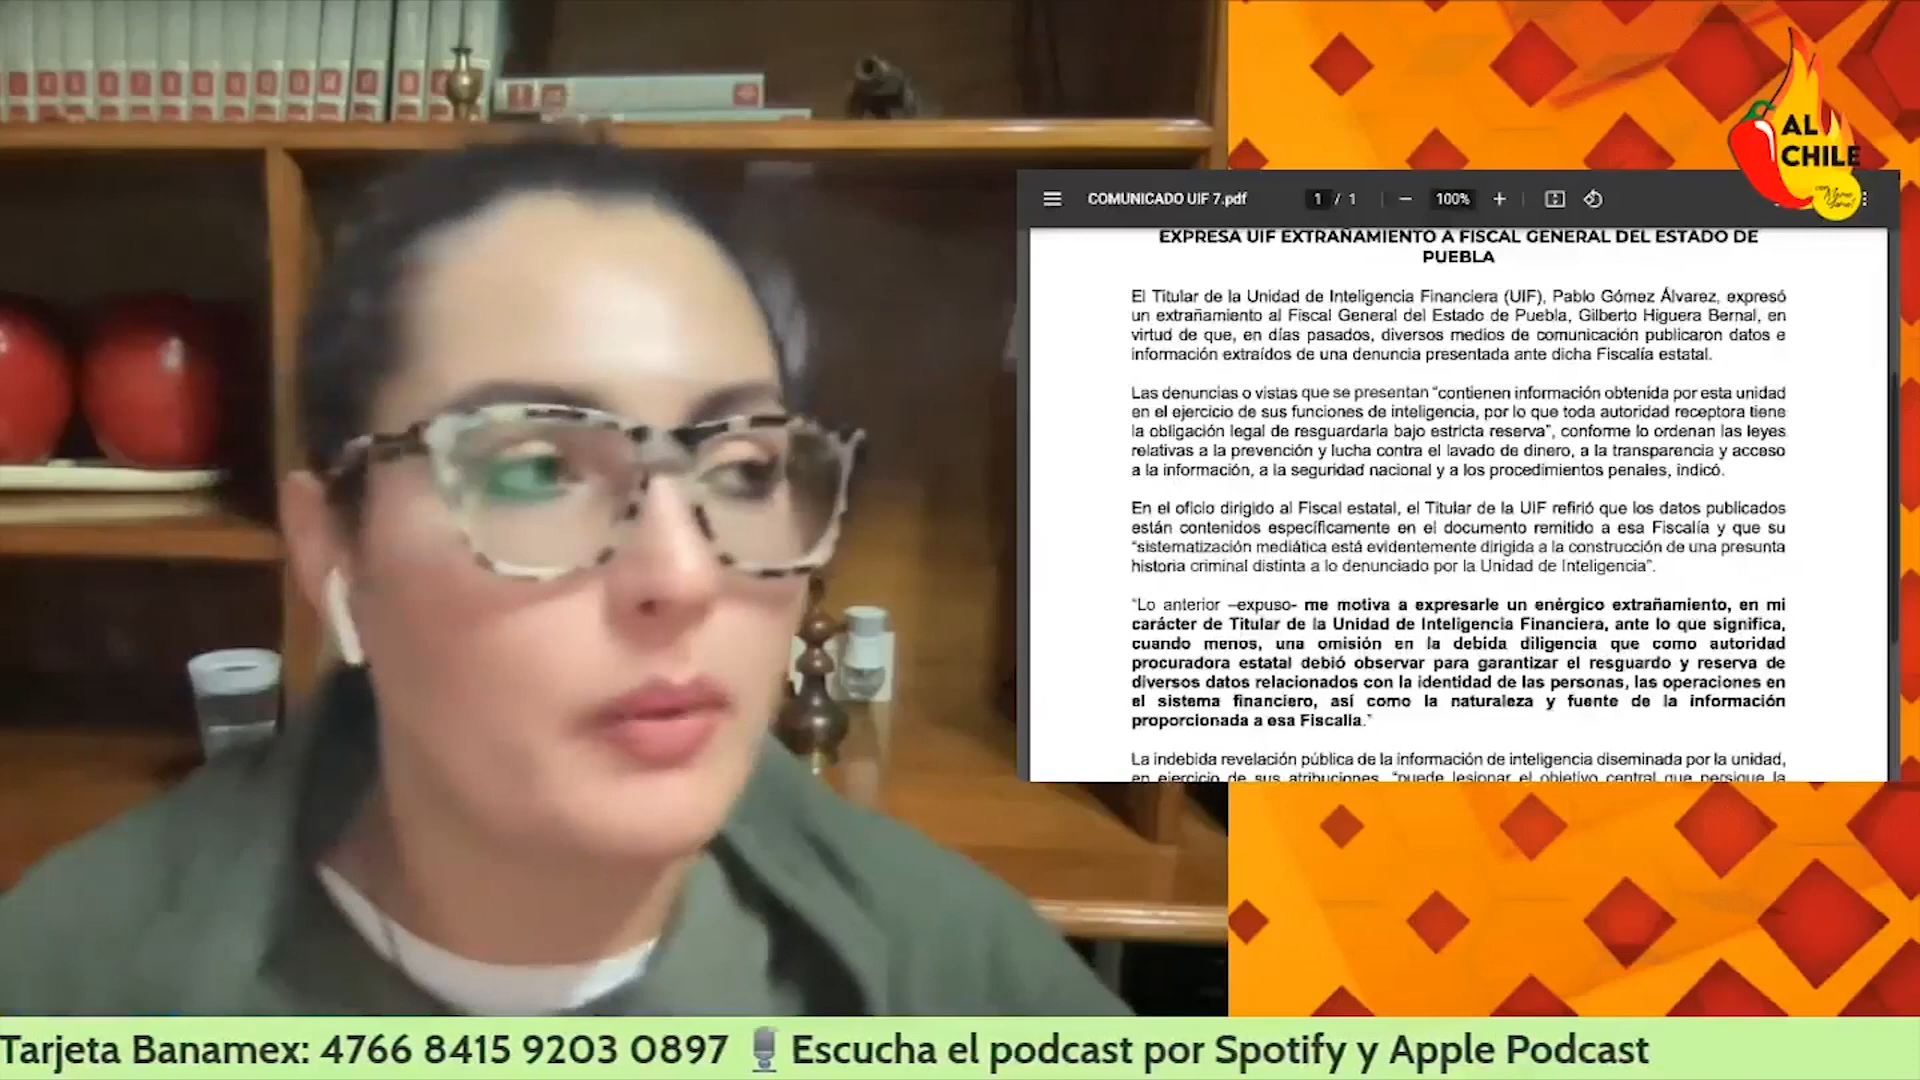 AL
CHILE
COMUNICADO UIF 7.pdf
1 / 1
100%
EXPRESA UIF EXTRAÑAMIENTO A FISCAL GENERAL DEL ESTADO DE
PUEBLA
El Titular de la Unidad de Inteligencia Financiera (UIF), Pablo Gómez Álvarez, expresó
un extrañamiento al Fiscal General del Estado de Puebla, Gilberto Higuera Bernal, en
virtud de que, en días pasados, diversos medios de comunicación publicaron datos e
información extraídos de una denuncia presentada ante dicha Fiscalía estatal.
Las denuncias o vistas que se presentan “contienen información obtenida por esta unidad
en el ejercicio de sus funciones de inteligencia, por lo que toda autoridad receptora tiene
la obligación legal de resguardarla bajo estricta reserva”, conforme lo ordenan las leyes
relativas a la prevención y lucha contra el lavado de dinero, a la transparencia y acceso
a la información, a la seguridad nacional y a los procedimientos penales, indicó.
En el oficio dirigido al Fiscal estatal, el Titular de la UIF refirió que los datos publicados
están contenidos específicamente en el documento remitido a esa Fiscalía y que su
“sistematización mediática está evidentemente dirigida a la construcción de una presunta
historia criminal distinta a lo denunciado por la Unidad de Inteligencia”.
“Lo anterior –expuso- me motiva a expresarle un enérgico extrañamiento, en mi
carácter de Titular de la Unidad de Inteligencia Financiera, ante lo que significa,
cuando menos, una omisión en la debida diligencia que como autoridad
procuradora estatal debió observar para garantizar el resguardo y reserva de
diversos datos relacionados con la identidad de las personas, las operaciones en
el sistema financiero, así como la naturaleza y fuente de la información
proporcionada a esa Fiscalía.”
La indebida revelación pública de la información de inteligencia diseminada por la unidad,
en ejercicio de sus atribuciones, “puede lesionar el objetivo central que persigue la
Tarjeta Banamex: 4766 8415 9203 0897 🎙️ Escucha el podcast por Spotify y Apple Podcast